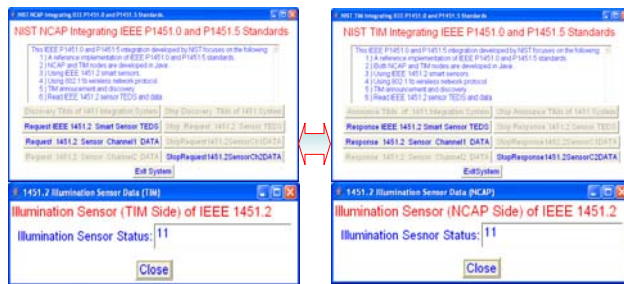 NIST NCAP Integrating IEEE P1451.0 and P1451.5 Standards
NIST NCAP Integrating IEEE P1451.0 and P1451.5 Standards
This IEEE P1451.0 and P1451.5 integration developed by NIST focuses on the following:
1) A reference implementation of IEEE P1451.0 and P1451.5 standards.
2) NCAP and TIM nodes are developed in Java
3) Using IEEE 1451.2 smart sensors.
4) Using 802.11b wireless network protocol
5) TIM announcement and discovery
6) Read IEEE 1451.2 sensor TEDS and data
Discovery TIMs of 1451 Integration System
Stop Discovery TIMs of 1451 System
Request IEEE 1451.2 Smart Sensor TEDS
Stop Request 1451.2 Sensor TEDS
Request 1451.2 Sensor Channel1 DATA
Request 1451.2 Sensor Channel2 DATA
StopRequest1451.2SensorCh2DATA
Exit System
1451.2 Illumination Sensor Data (TIM)
Illumination Sensor (TIM Side) of IEEE 1451.2
Illumination Sensor Status: 11
Close
NIST TIM Integrating IEEE P1451.0 and P1451.5 Standards
NIST TIM Integrating IEEE P1451.0 and P1451.5 Standards
This IEEE P1451.0 and P1451.5 integration developed by NIST focuses on the following:
1) A reference implementation of IEEE P1451.0 and P1451.5 standards.
2) Both NCAP and TIM nodes are developed in Java
3) Using IEEE 1451.2 smart sensors
4) Using 802.11b wireless network protocol
5) TIM announcement and discovery
6) Read IEEE 1451.2 sensor TEDS and data
Announce TIMs of 1451 Integration System
Stop Announce TIMs of 1451 System
Response IEEE 1451.2 Smart Sensor TEDS
Stop Response 1451.2 Sensor TEDS
Response 1451.2 Sensor Channel1 DATA
Response 1451.2 Sensor Channel2 DATA
StopResponse1451.2SensorC2DATA
ExitSystem
1451.2 Illumination Sensor Data (NCAP)
Illumination Sensor (NCAP Side) of IEEE 1451.2
Illumination Sesnor Status: 11
Close